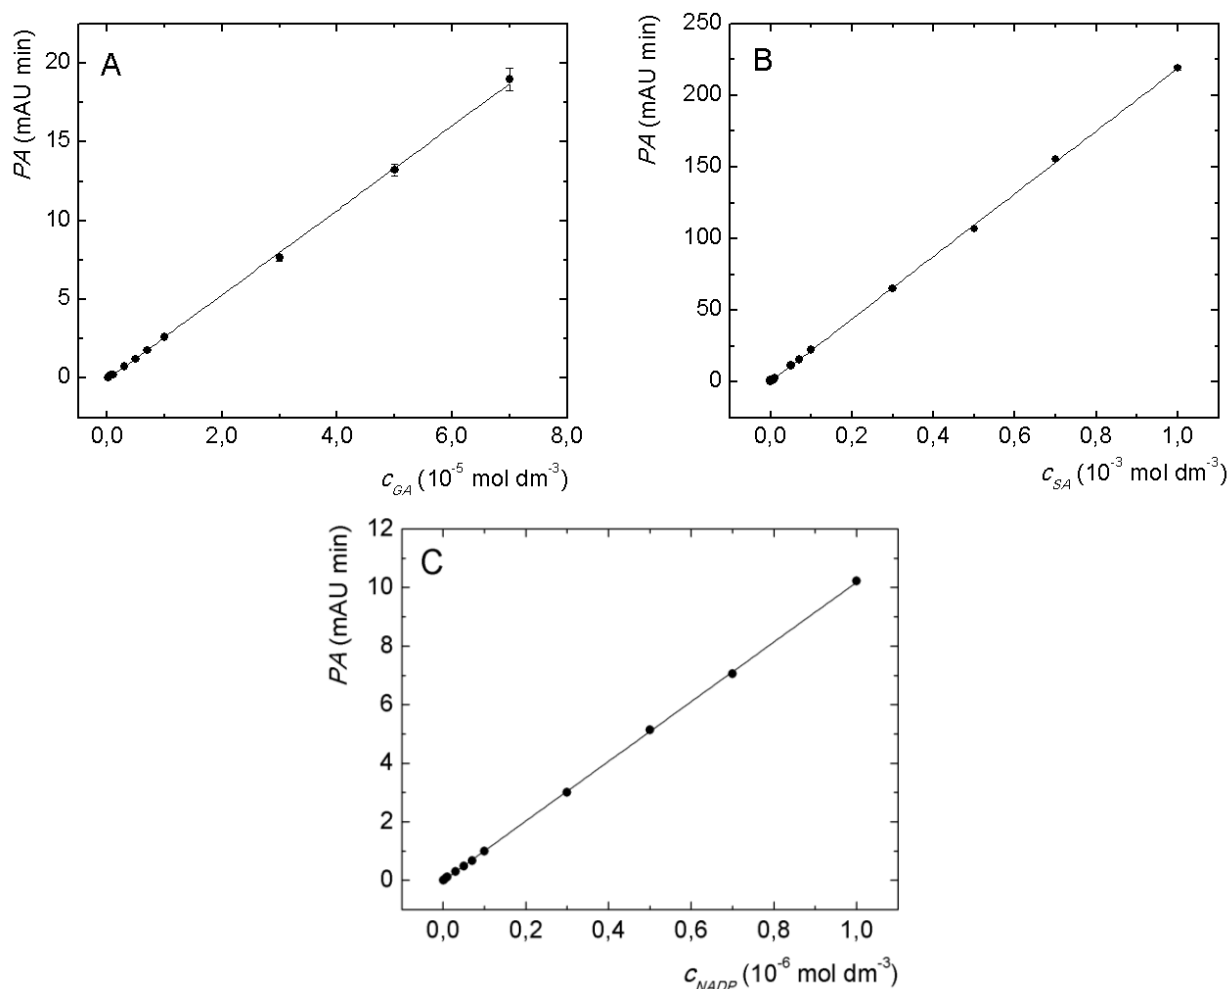 A
PA (mAU min)
20
15
10
5
0
0,0 2,0 4,0 6,0 8,0
c_GA (10^-5 mol dm^-3)
B
PA (mAU min)
250
200
150
100
50
0
0,0 0,2 0,4 0,6 0,8 1,0
c_SA (10^-3 mol dm^-3)
C
PA (mAU min)
12
10
8
6
4
2
0
0,0 0,2 0,4 0,6 0,8 1,0
c_NADP (10^-6 mol dm^-3)